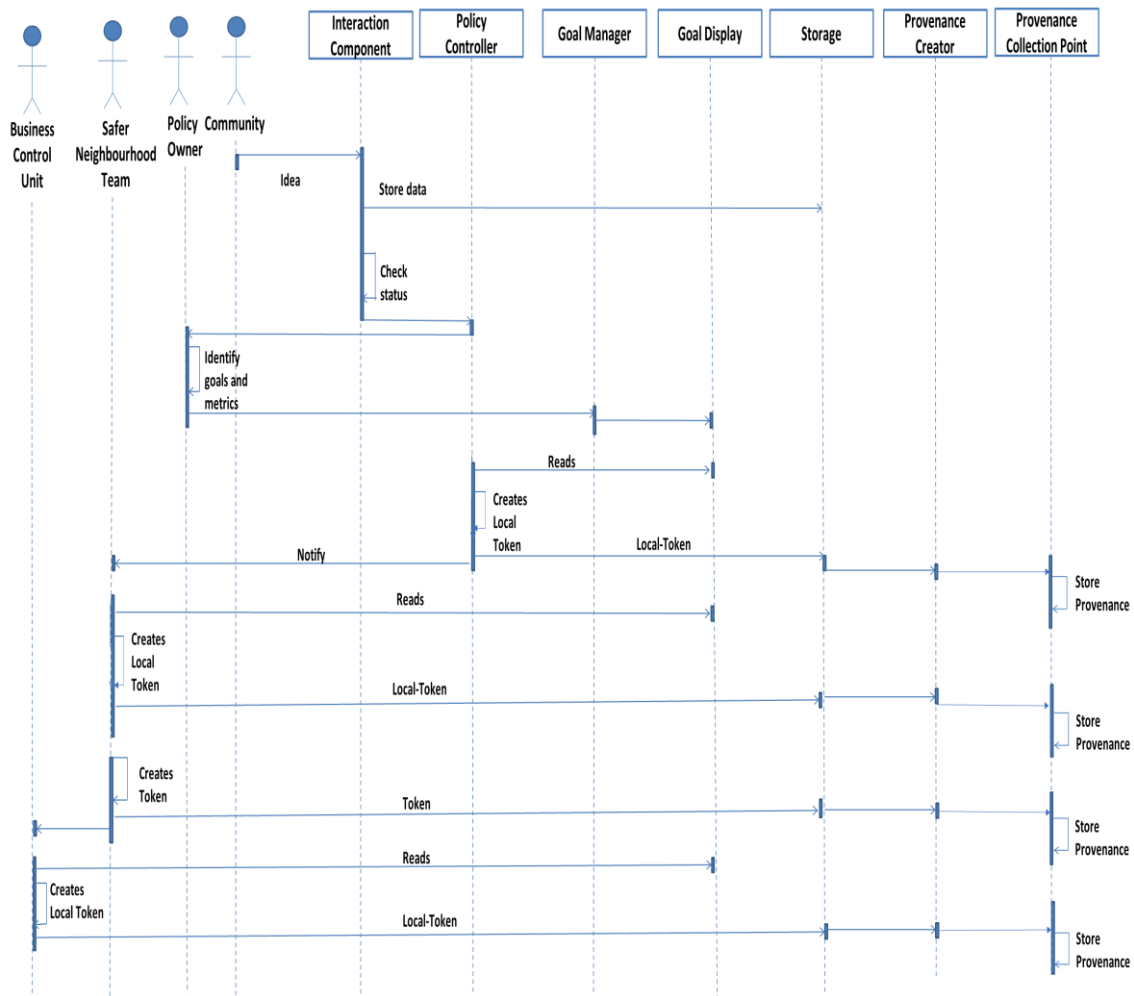 Interaction
Component
Policy
Controller
Goal Manager
Goal Display
Storage
Provenance
Creator
Provenance
Collection Point
Business
Control
Unit
Safer
Neighbourhood
Team
Policy
Owner
Community
Idea
Store data
Check
status
Identify
goals and
metrics
Reads
Creates
Local
Token
Local-Token
Notify
Store
Provenance
Reads
Creates
Local
Token
Local-Token
Store
Provenance
Creates
Token
Token
Store
Provenance
Reads
Creates
Local Token
Local-Token
Store
Provenance